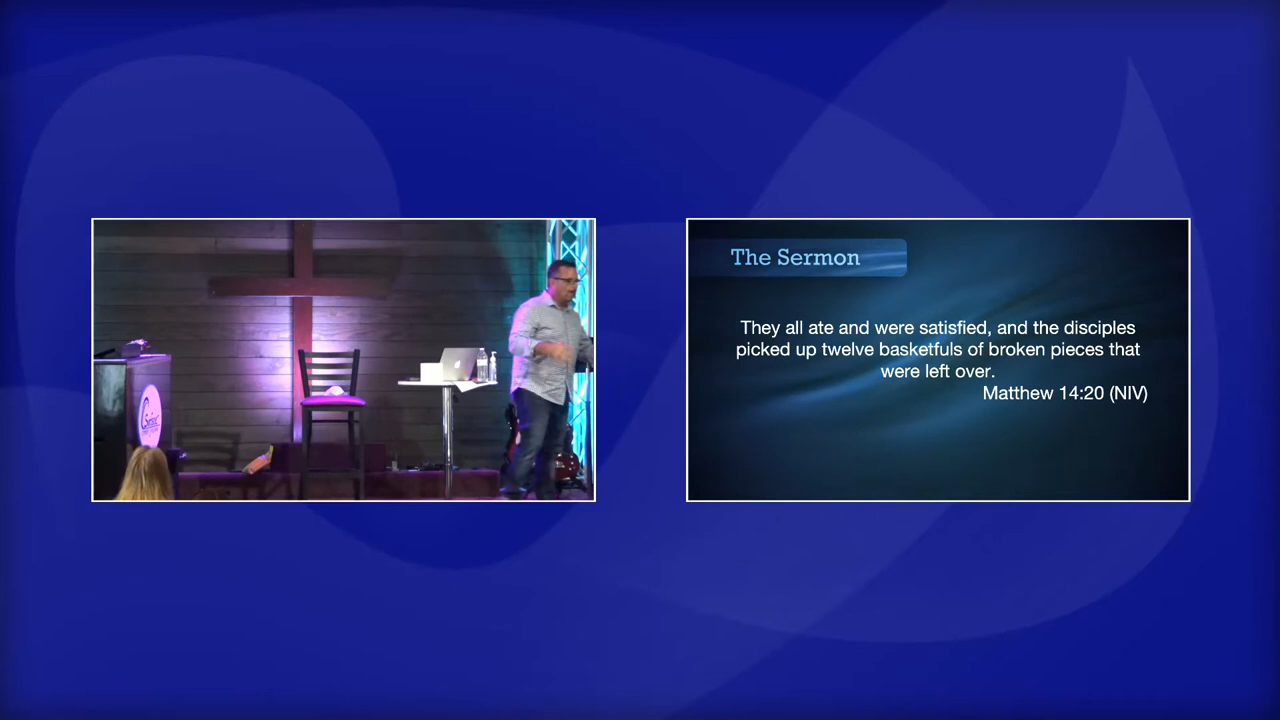 The Sermon
They all ate and were satisfied, and the disciples
picked up twelve basketfuls of broken pieces that
were left over.
Matthew 14:20 (NIV)